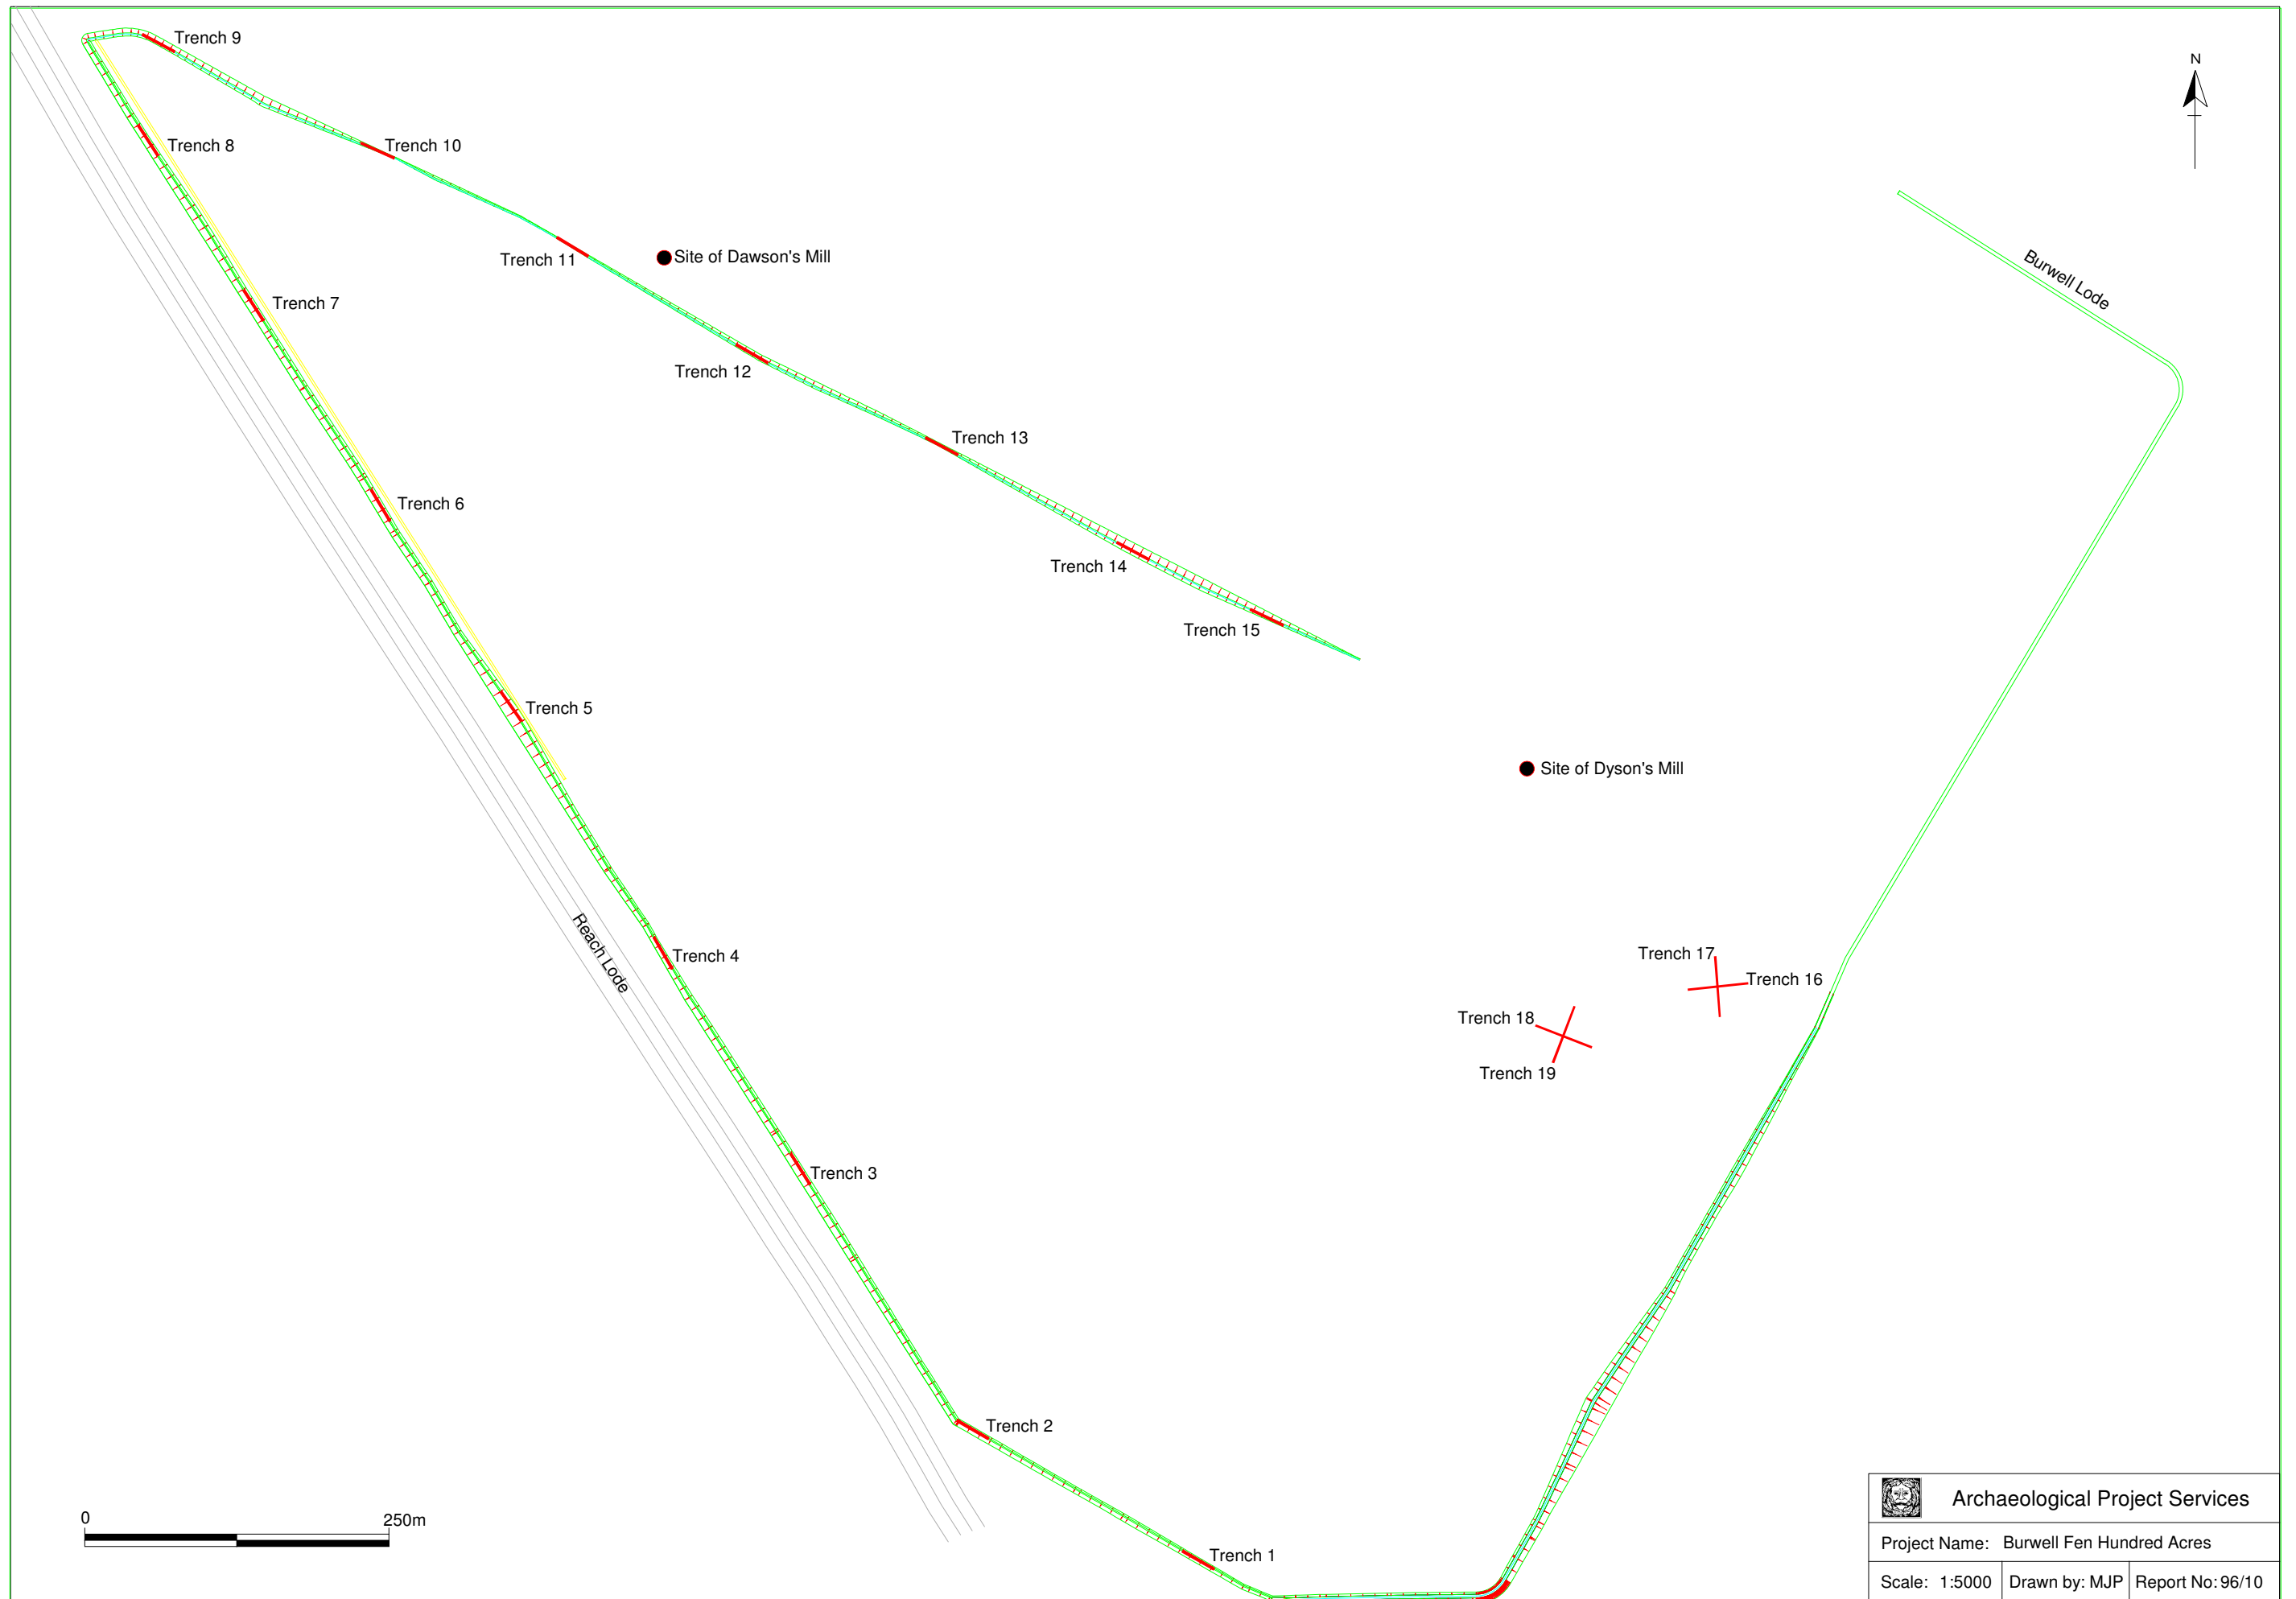 Trench 9
N
Trench 10
Trench 8
Site of Dawson's Mill
Trench 11
Burwell Lode
Trench 7
Trench 12
Trench 13
Trench 6
Trench 14
Trench 15
Trench 5
Site of Dyson's Mill
Reach Lode
Trench 4
Trench 17
Trench 16
Trench 18
Trench 19
Trench 3
Trench 2
Archaeological Project Services
0 250m
Project Name: Burwell Fen Hundred Acres
Trench 1
Scale: 1:5000 Drawn by: MJP Report No: 96/10